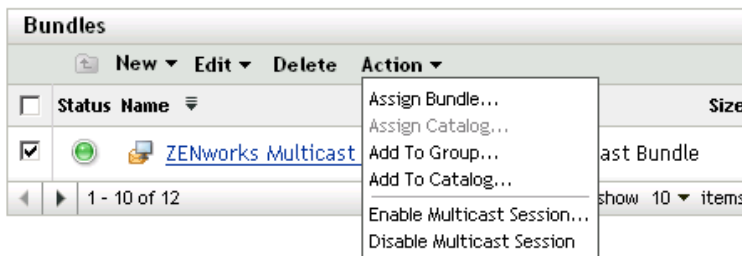 Bundles
New Edit Delete Action
Status Name Size
Assign Bundle...
Assign Catalog...
ZENworks Multicast ast Bundle
Add To Group...
Add To Catalog...
1 - 10 of 12 show 10 items
Enable Multicast Session...
Disable Multicast Session